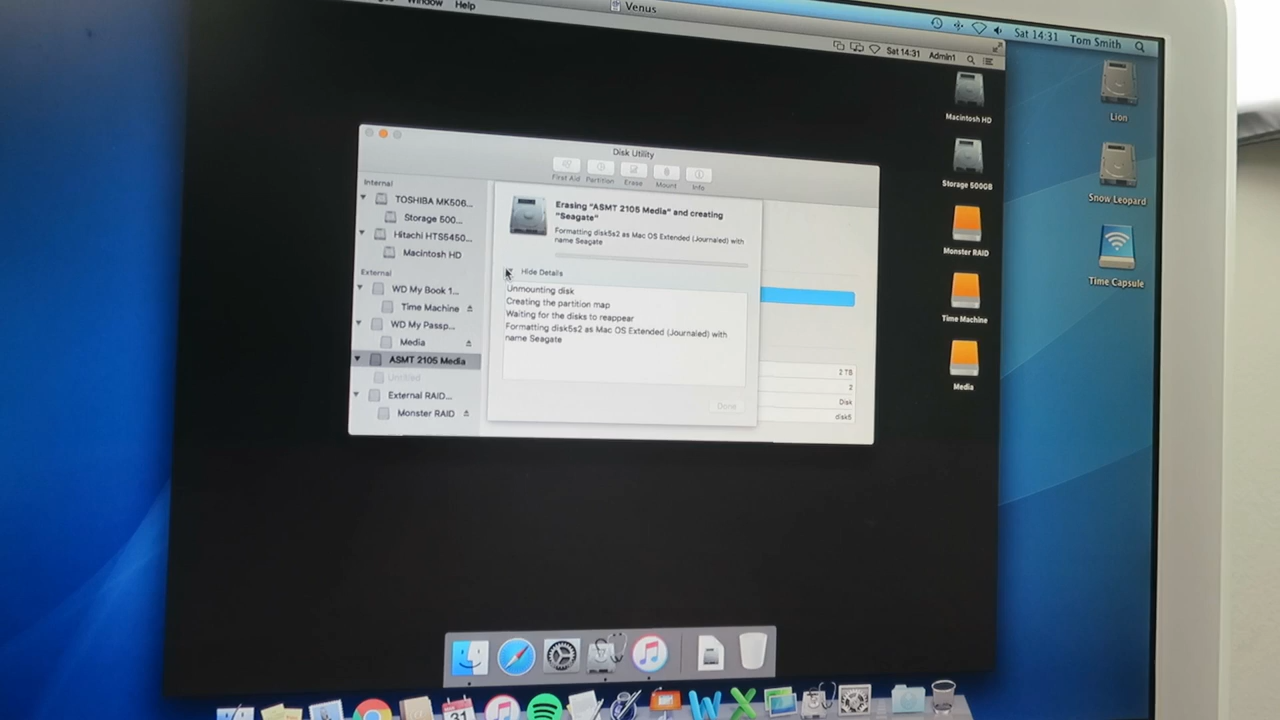 Window Help
Venus
Sat 14:31 Tom Smith
Sat 14:31 Admin1
Disk Utility
First Aid Partition Erase Mount Info
Internal
TOSHIBA MK506...
Storage 500...
Hitachi HTS5450...
Macintosh HD
External
WD My Book 1...
Time Machine
WD My Passp...
Media
ASMT 2105 Media
Untitled
External RAID...
Monster RAID
Erasing "ASMT 2105 Media" and creating
"Seagate"
Formatting disk5s2 as Mac OS Extended (Journaled) with
name Seagate
Hide Details
Unmounting disk
Creating the partition map
Waiting for the disks to reappear
Formatting disk5s2 as Mac OS Extended (Journaled) with
name Seagate
Done
2 TB
2
Disk
disk5
Macintosh HD
Storage 500GB
Monster RAID
Time Machine
Media
Lion
Snow Leopard
Time Capsule
31